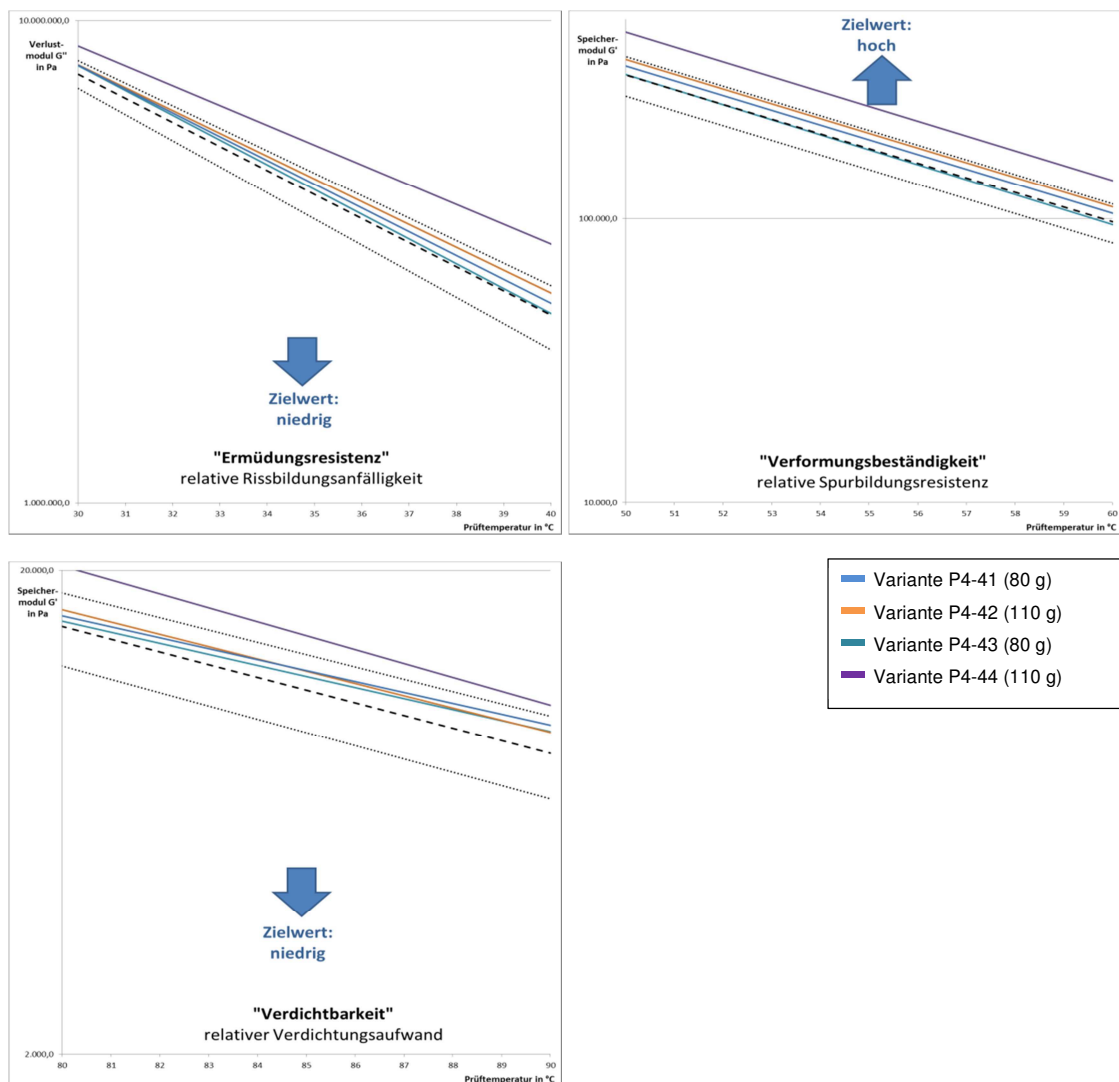 10.000.000,0
Verlust-
modul G''
in Pa
Zielwert:
niedrig
"Ermüdungsresistenz"
relative Rissbildungsanfälligkeit
1.000.000,0
30 31 32 33 34 35 36 37 38 39 40
Prüftemperatur in °C
Speicher-
modul G'
in Pa
Zielwert:
hoch
100.000,0
"Verformungsbeständigkeit"
relative Spurbildungsresistenz
10.000,0
50 51 52 53 54 55 56 57 58 59 60
Prüftemperatur in °C
20.000,0
Speicher-
modul G'
in Pa
Zielwert:
niedrig
"Verdichtbarkeit"
relativer Verdichtungsaufwand
2.000,0
80 81 82 83 84 85 86 87 88 89 90
Prüftemperatur in °C
Variante P4-41 (80 g)
Variante P4-42 (110 g)
Variante P4-43 (80 g)
Variante P4-44 (110 g)